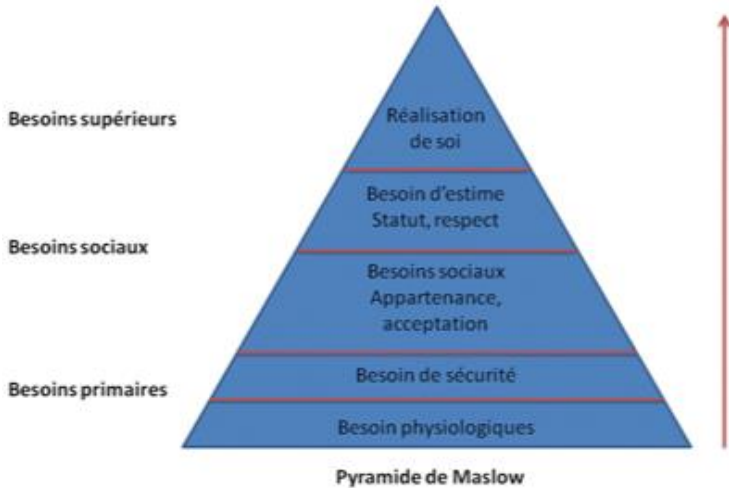 Besoins supérieurs
Réalisation
de soi
Besoin d'estime
Statut, respect
Besoins sociaux
Besoins sociaux
Appartenance,
acceptation
Besoins primaires
Besoin de sécurité
Besoin physiologiques
Pyramide de Maslow